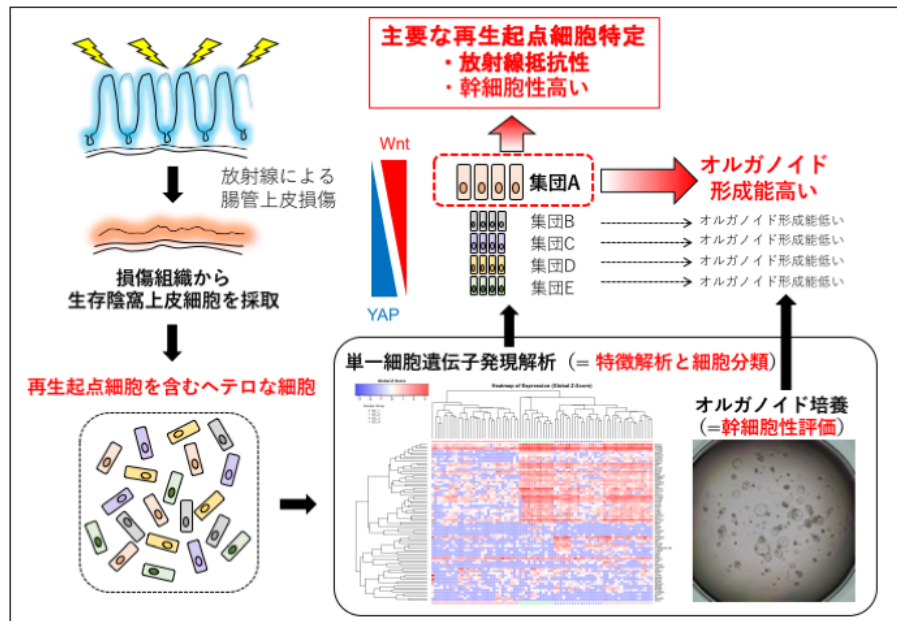 主要な再生起点細胞特定
・放射線抵抗性
・幹細胞性高い
放射線による
腸管上皮損傷
Wnt
YAP
集団A
集団B
集団C
集団D
集団E
オルガノイド
形成能高い
オルガノイド形成能低い
オルガノイド形成能低い
オルガノイド形成能低い
オルガノイド形成能低い
損傷組織から
生存陰窩上皮細胞を採取
再生起点細胞を含むヘテロな細胞
単一細胞遺伝子発現解析（= 特徴解析と細胞分類）
Global Z-Score
Heatmap of Expression (Global Z-Score)
オルガノイド培養
（=幹細胞性評価）